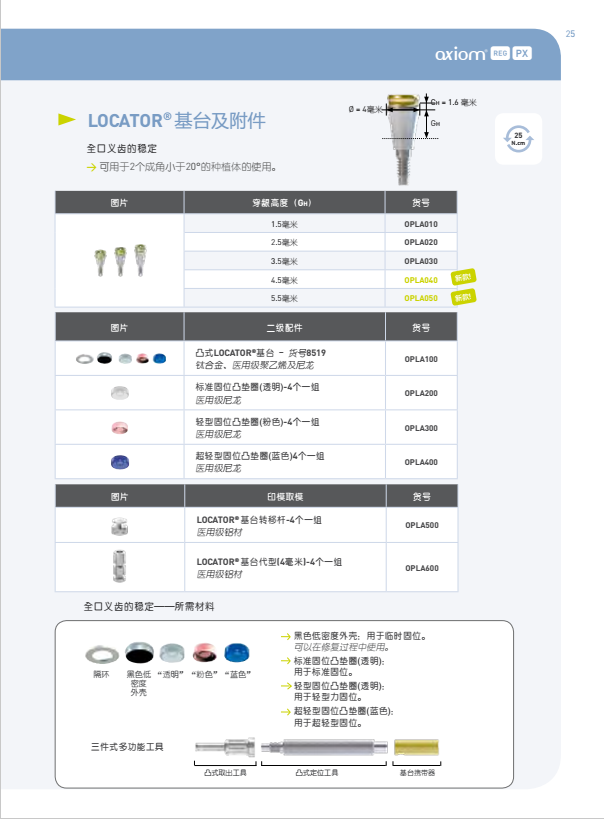 25
axiom® REG PX
LOCATOR®基台及附件
Ø = 4毫米
GH = 1.6 毫米
GH
25
N.cm
全口义齿的稳定
→ 可用于2个成角小于20°的种植体的使用。
图片 穿龈高度（GH） 货号
1.5毫米 OPLA010
2.5毫米 OPLA020
3.5毫米 OPLA030
4.5毫米 OPLA040 新款!
5.5毫米 OPLA050 新款!
图片 二级配件 货号
凸式LOCATOR®基台 – 货号8519
钛合金、医用级聚乙烯及尼龙
OPLA100
标准固位凸垫圈(透明)-4个一组
医用级尼龙
OPLA200
轻型固位凸垫圈(粉色)-4个一组
医用级尼龙
OPLA300
超轻型固位凸垫圈(蓝色)4个一组
医用级尼龙
OPLA400
图片 印模取模 货号
LOCATOR®基台转移杆-4个一组
医用级铝材
OPLA500
LOCATOR®基台代型(4毫米)-4个一组
医用级铝材
OPLA600
全口义齿的稳定——所需材料
隔环
黑色低
密度
外壳
“透明”
“粉色”
“蓝色”
→ 黑色低密度外壳：用于临时固位。
可以在修复过程中使用。
→ 标准固位凸垫圈(透明)：
用于标准固位。
→ 轻型固位凸垫圈(透明)：
用于轻型力固位。
→ 超轻型固位凸垫圈(蓝色)：
用于超轻型固位。
三件式多功能工具
凸式取出工具
凸式定位工具
基台携带器